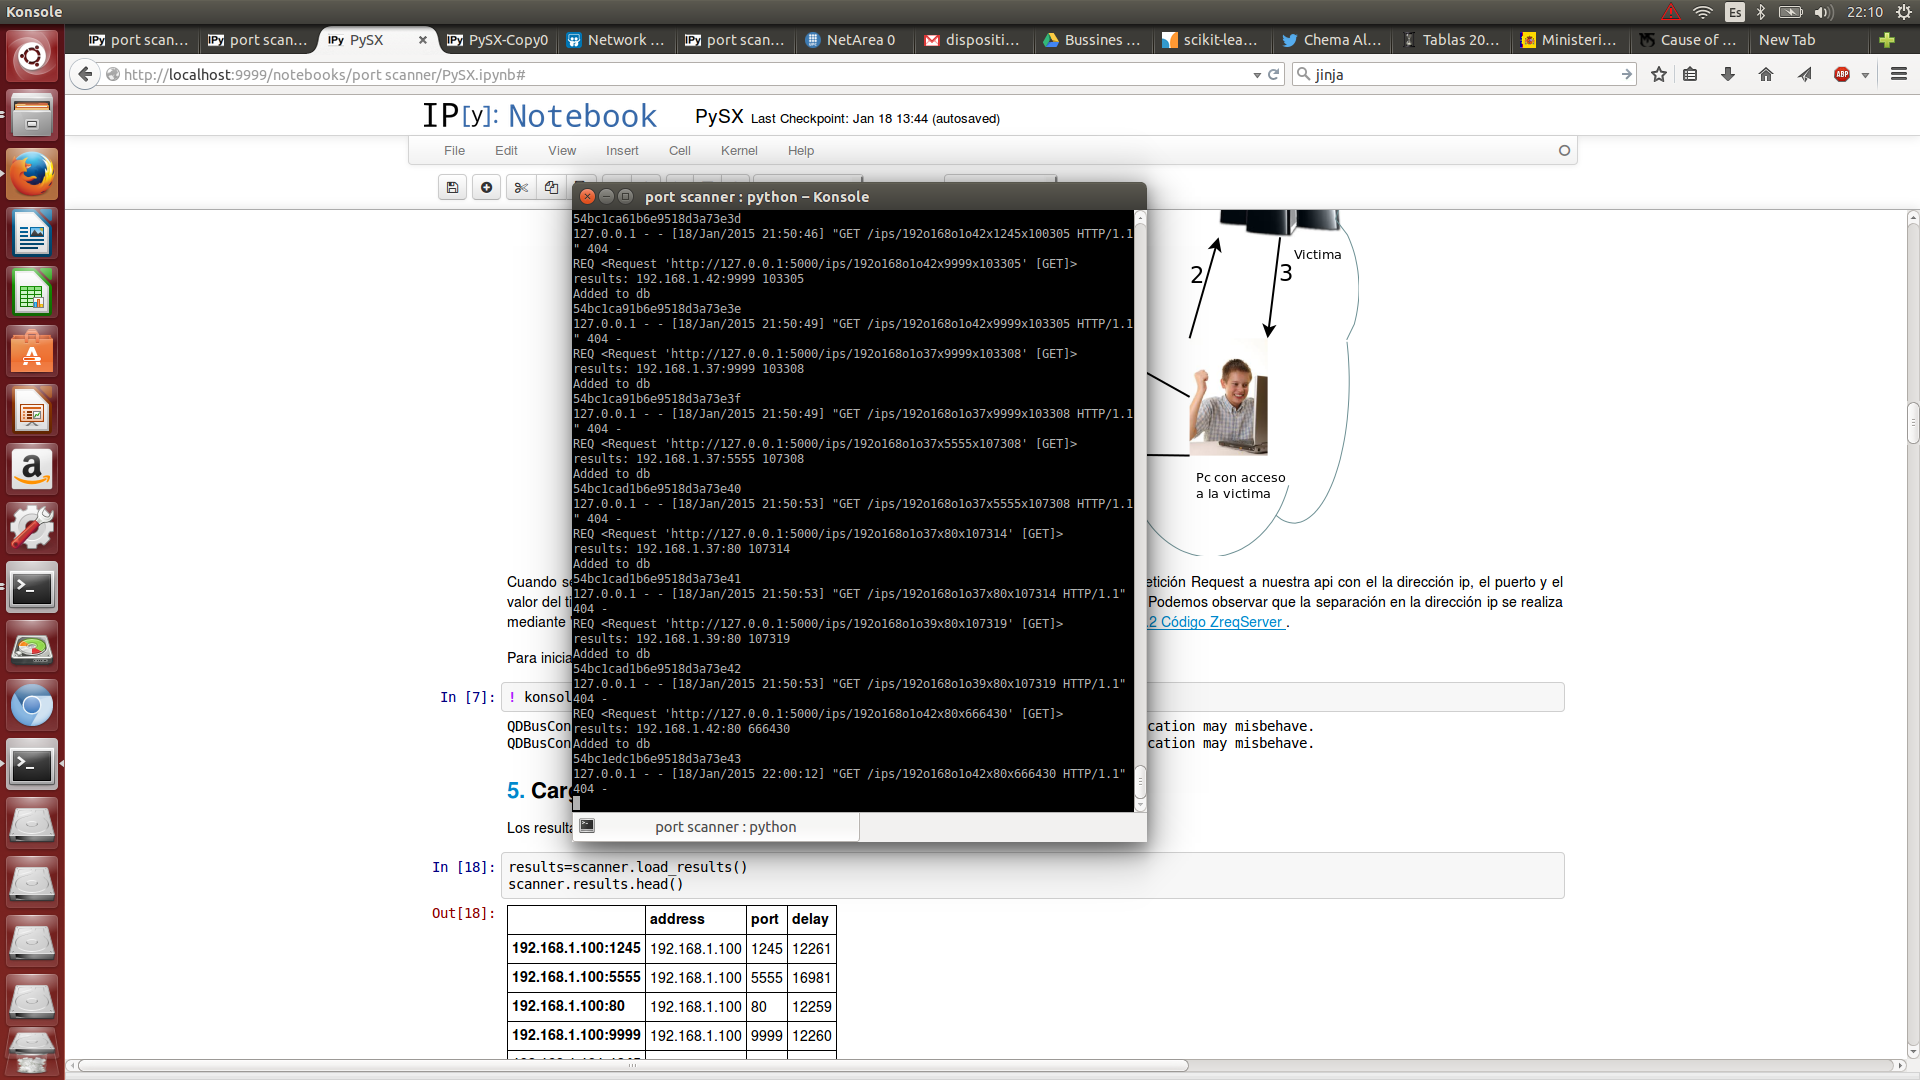 Konsole
Es
22:10
IPy port scan...
IPy port scan...
IPy PySX
IPy PySX-Copy0
Network ...
IPy port scan...
NetArea 0
dispositi...
Bussines ...
scikit-lea...
Chema Al...
Tablas 20...
Ministeri...
Cause of ...
New Tab
http://localhost:9999/notebooks/port scanner/PySX.ipynb#
jinja
ABP
IP[y]: Notebook
PySX Last Checkpoint: Jan 18 13:44 (autosaved)
File Edit View Insert Cell Kernel Help
port scanner : python – Konsole
54bc1ca61b6e9518d3a73e3d
127.0.0.1 - - [18/Jan/2015 21:50:46] "GET /ips/192o168o1o42x1245x100305 HTTP/1.1
" 404 -
REQ <Request 'http://127.0.0.1:5000/ips/192o168o1o42x9999x103305' [GET]>
results: 192.168.1.42:9999 103305
Added to db
54bc1ca91b6e9518d3a73e3e
127.0.0.1 - - [18/Jan/2015 21:50:49] "GET /ips/192o168o1o42x9999x103305 HTTP/1.1
" 404 -
REQ <Request 'http://127.0.0.1:5000/ips/192o168o1o37x9999x103308' [GET]>
results: 192.168.1.37:9999 103308
Added to db
54bc1ca91b6e9518d3a73e3f
127.0.0.1 - - [18/Jan/2015 21:50:49] "GET /ips/192o168o1o37x9999x103308 HTTP/1.1
" 404 -
REQ <Request 'http://127.0.0.1:5000/ips/192o168o1o37x5555x107308' [GET]>
results: 192.168.1.37:5555 107308
Added to db
54bc1cad1b6e9518d3a73e40
127.0.0.1 - - [18/Jan/2015 21:50:53] "GET /ips/192o168o1o37x5555x107308 HTTP/1.1
" 404 -
REQ <Request 'http://127.0.0.1:5000/ips/192o168o1o37x80x107314' [GET]>
results: 192.168.1.37:80 107314
Added to db
54bc1cad1b6e9518d3a73e41
127.0.0.1 - - [18/Jan/2015 21:50:53] "GET /ips/192o168o1o37x80x107314 HTTP/1.1"
404 -
REQ <Request 'http://127.0.0.1:5000/ips/192o168o1o39x80x107319' [GET]>
results: 192.168.1.39:80 107319
Added to db
54bc1cad1b6e9518d3a73e42
127.0.0.1 - - [18/Jan/2015 21:50:53] "GET /ips/192o168o1o39x80x107319 HTTP/1.1"
404 -
REQ <Request 'http://127.0.0.1:5000/ips/192o168o1o42x80x666430' [GET]>
results: 192.168.1.42:80 666430
Added to db
54bc1edc1b6e9518d3a73e43
127.0.0.1 - - [18/Jan/2015 22:00:12] "GET /ips/192o168o1o42x80x666430 HTTP/1.1"
404 -
port scanner : python
Victima
2
3
Pc con acceso
a la victima
Cuando se etición Request a nuestra api con el la dirección ip, el puerto y el
valor del ti Podemos observar que la separación en la dirección ip se realiza
mediante .2 Código ZreqServer .
Para inicia
In [7]: ! konsol
QDBusCon cation may misbehave.
QDBusCon cation may misbehave.
5. Carg
Los resulta
In [18]: results=scanner.load_results()
scanner.results.head()
Out[18]:
address port delay
192.168.1.100:1245 192.168.1.100 1245 12261
192.168.1.100:5555 192.168.1.100 5555 16981
192.168.1.100:80 192.168.1.100 80 12259
192.168.1.100:9999 192.168.1.100 9999 12260